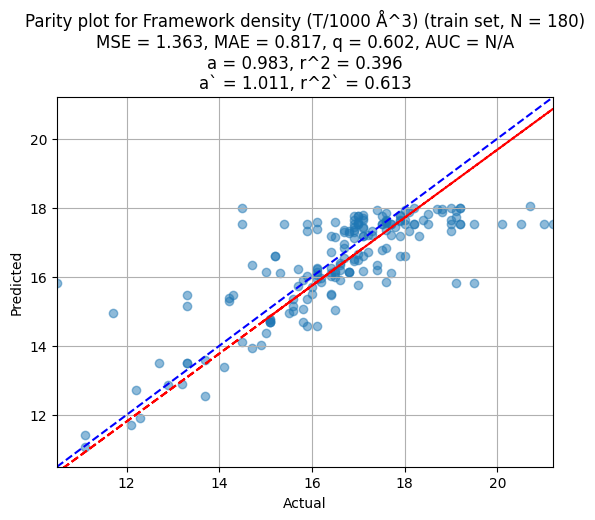 Parity plot for Framework density (T/1000 Å^3) (train set, N = 180)
MSE = 1.363, MAE = 0.817, q = 0.602, AUC = N/A
a = 0.983, r^2 = 0.396
a` = 1.011, r^2` = 0.613
20
18
16
14
12
Predicted
12
14
16
18
20
Actual